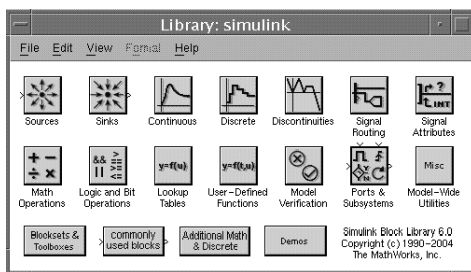 Library: simulink
File Edit View Format Help
t INT
Sources Sinks Continuous Discrete Discontinuities Signal Routing Signal Attributes
+ − ÷ ×
&& || >= == <=
y=f(u)
y=f(t,u)
Misc
Math Operations Logic and Bit Operations Lookup Tables User-Defined Functions Model Verification Ports & Subsystems Model-Wide Utilities
Blocksets & Toolboxes
commonly used blocks
Additional Math & Discrete
Demos
Simulink Block Library 6.0
Copyright (c) 1990-2004
The MathWorks, Inc.